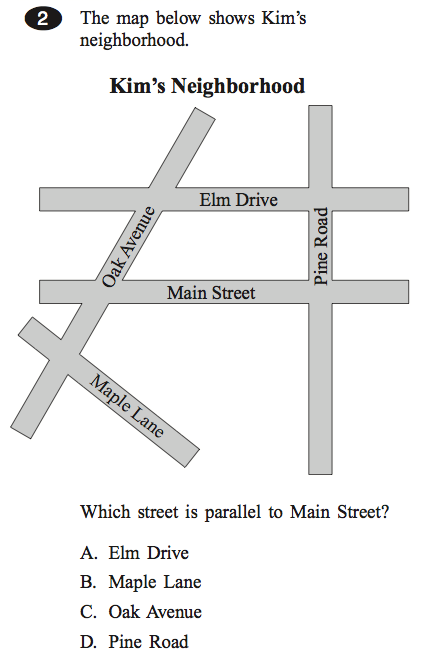 2 The map below shows Kim's
neighborhood.
Kim's Neighborhood
Elm Drive
Oak Avenue
Pine Road
Main Street
Maple Lane
Which street is parallel to Main Street?
A. Elm Drive
B. Maple Lane
C. Oak Avenue
D. Pine Road